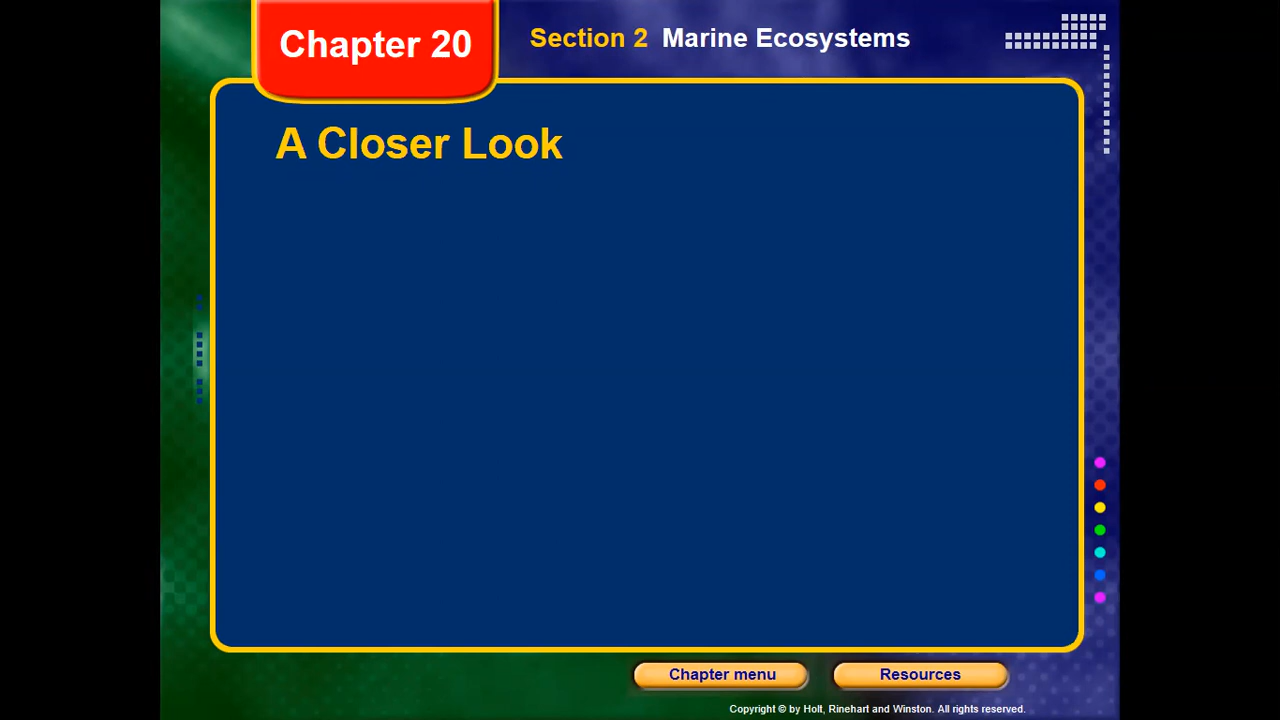 Chapter 20
Section 2 Marine Ecosystems
A Closer Look
Chapter menu
Resources
Copyright © by Holt, Rinehart and Winston. All rights reserved.